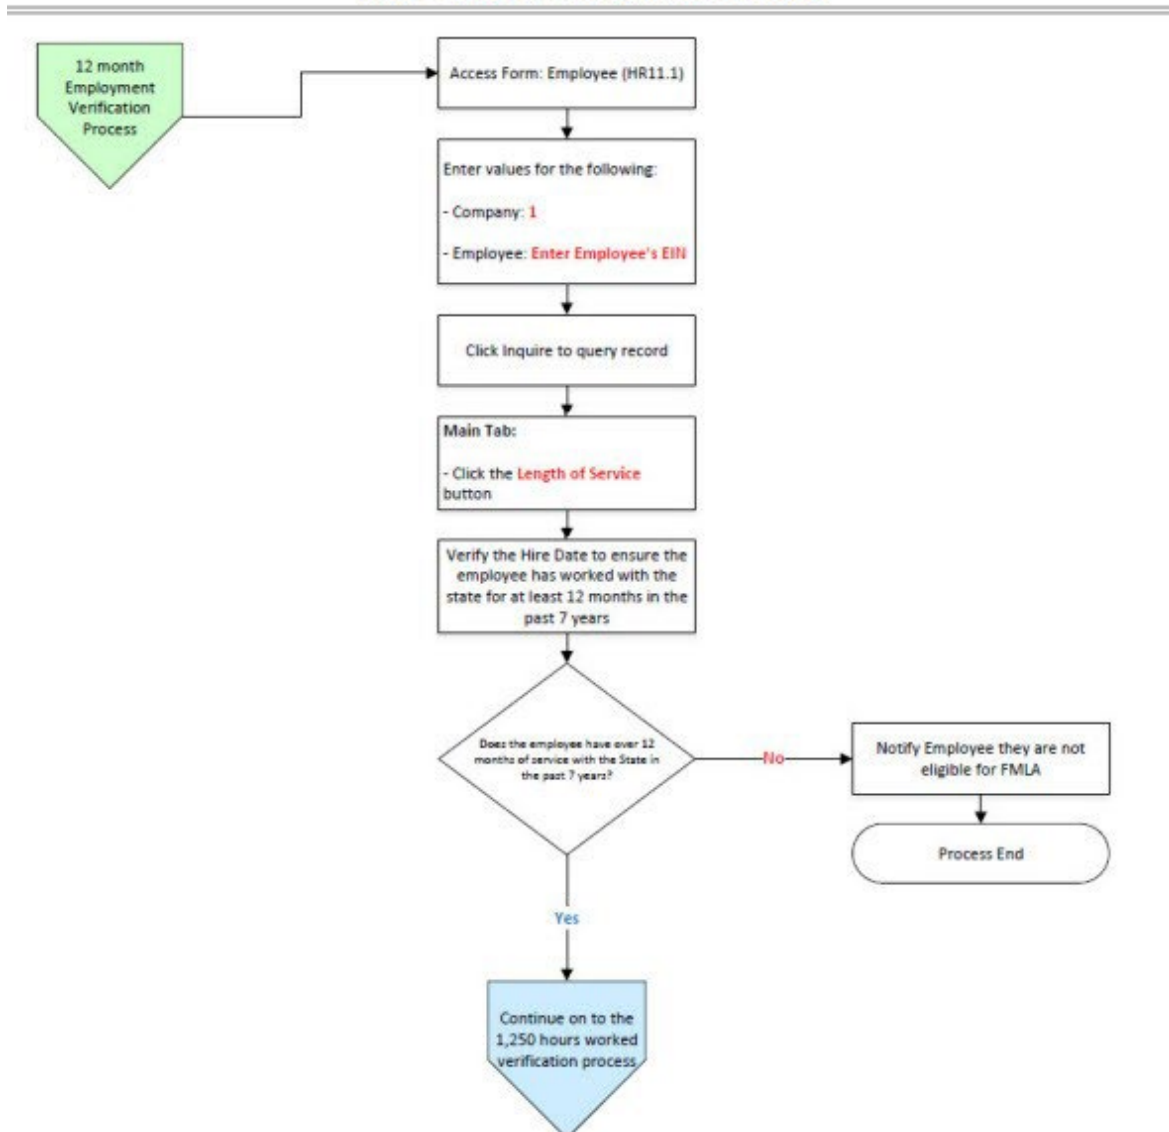 12 month
Employment
Verification
Process
Access Form: Employee (HR11.1)
Enter values for the following:
- Company: 1
- Employee: Enter Employee's EIN
Click Inquire to query record
Main Tab:
- Click the Length of Service
button
Verify the Hire Date to ensure the
employee has worked with the
state for at least 12 months in the
past 7 years
Does the employee have over 12
months of service with the State in
the past 7 years?
No
Notify Employee they are not
eligible for FMLA
Process End
Yes
Continue on to the
1,250 hours worked
verification process